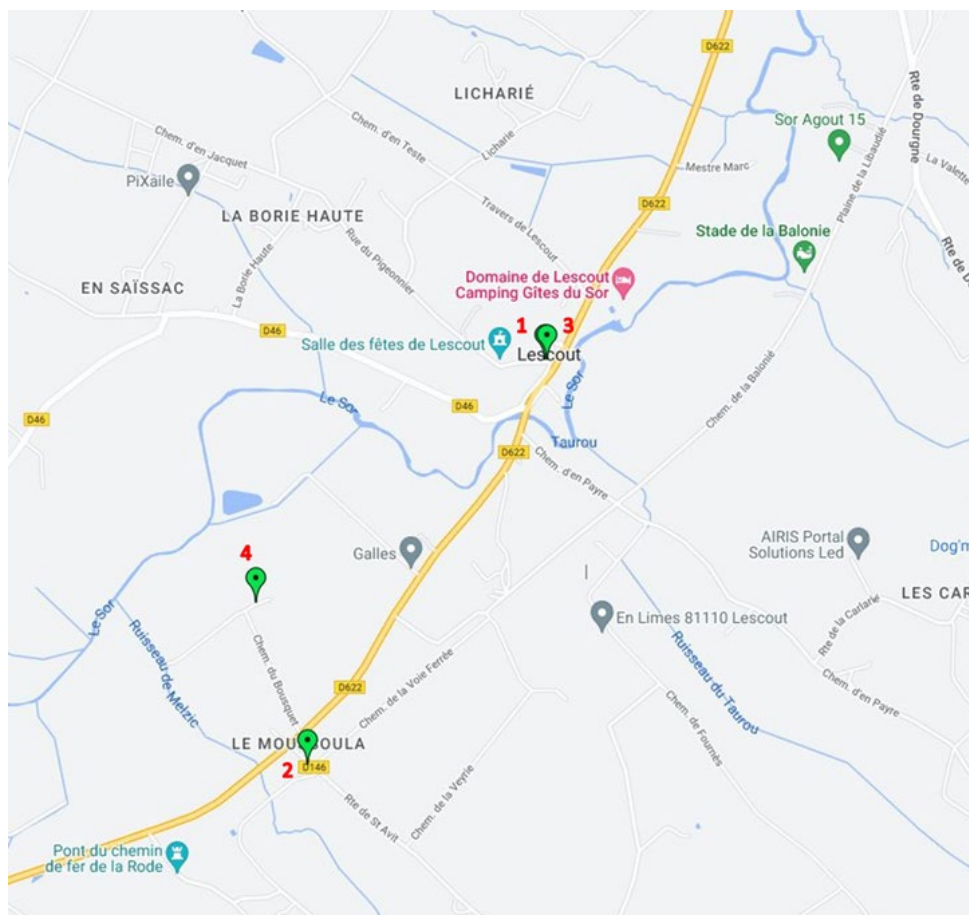 D622
Rte de Dourgne
LICHARIÉ
Sor Agout 15
Chem. d'en Jacquet
Chem. d'en Teste
Licharie
Plaine de la Libaudié
La Valette
Mestre Marc
PiXaile
D622
LA BORIE HAUTE
Travers de Lescout
Rue du Pigeonnier
Stade de la Balonie
La Borie Haute
Domaine de Lescout
Camping Gîtes du Sor
EN SAÏSSAC
D46
1
3
Salle des fêtes de Lescout
Lescout
Le Sor
Le Sor
Chem. de la Balonié
D46
D46
Taurou
D622
Chem. d'en Payre
AIRIS Portal
Solutions Led
Dog'm
4
Galles
LES CAR
En Limes 81110 Lescout
Le Sor
Ruisseau de Melzic
Chem. du Bousquet
Rte de la Carlarie
Ruisseau du Taurou
D622
Chem. de la Voie Ferrée
Chem. d'en Payre
Chem. de Fournés
LE MOUSSOULA
2
D146
Chem. de la Veyrie
Rte de St Avit
Pont du chemin
de fer de la Rode